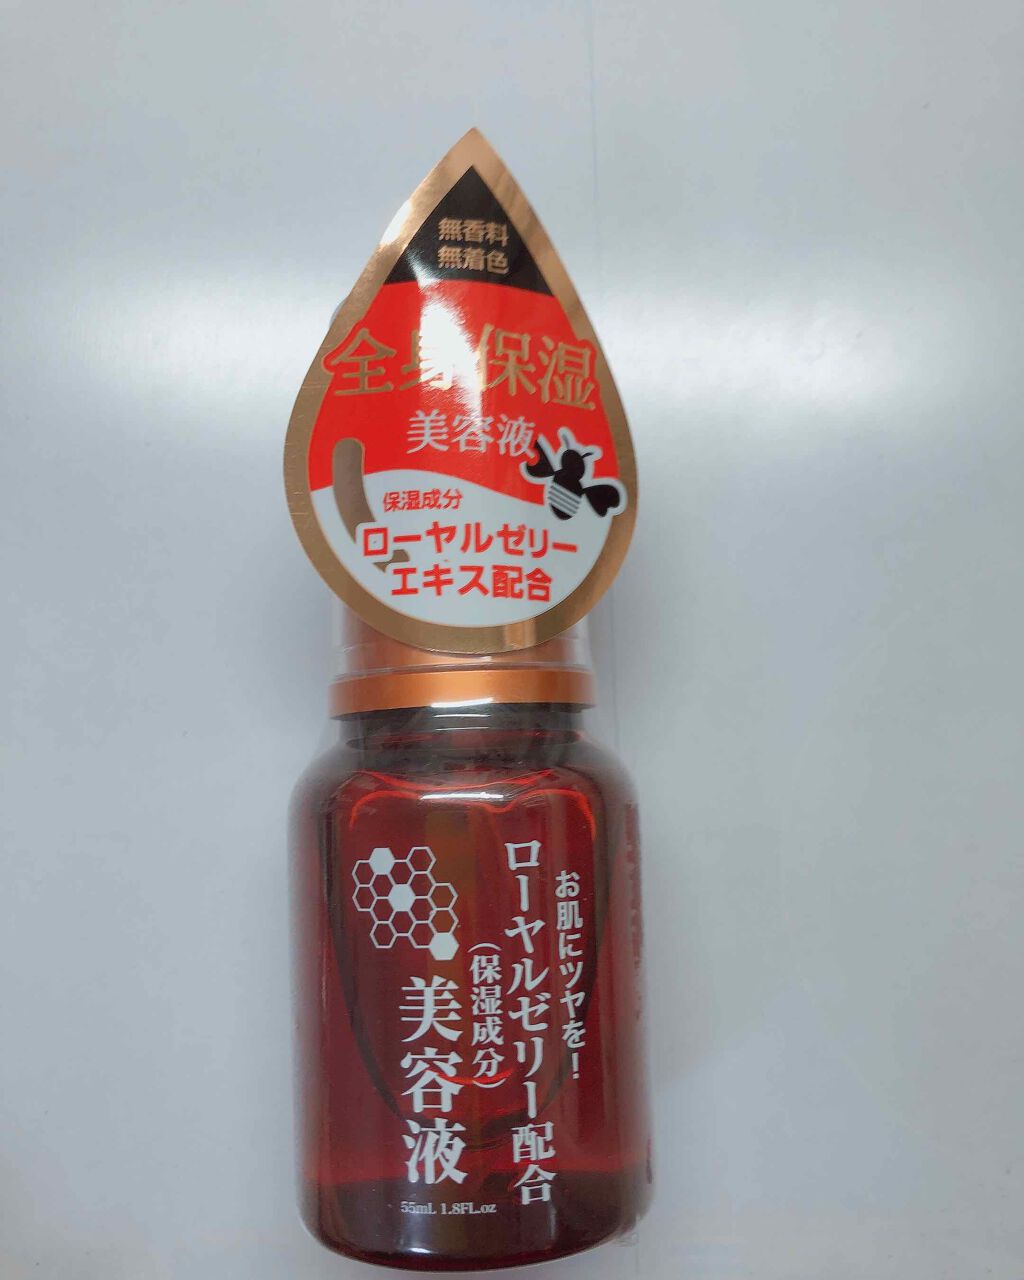 無香料
無着色
全身保湿
美容液
保湿成分
ローヤルゼリー
エキス配合
お肌にツヤを!
ローヤルゼリー配合
(保湿成分)
美容液
55mL 1.8FL.oz